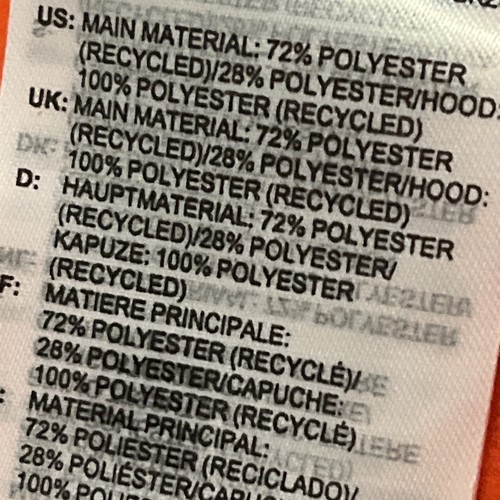 US: MAIN MATERIAL: 72% POLYESTER
(RECYCLED)/28% POLYESTER/HOOD:
100% POLYESTER (RECYCLED)
UK: MAIN MATERIAL: 72% POLYESTER
(RECYCLED)/28% POLYESTER/HOOD:
100% POLYESTER (RECYCLED)
D: HAUPTMATERIAL: 72% POLYESTER
(RECYCLED)/28% POLYESTER/
KAPUZE: 100% POLYESTER
(RECYCLED)
F: MATIERE PRINCIPALE:
72% POLYESTER (RECYCLÉ)/
28% POLYESTER/CAPUCHE:
100% POLYESTER (RECYCLÉ)
MATERIAL PRINCIPAL:
72% POLIESTER (RECICLADO)/
28% POLIÉSTER/
100%